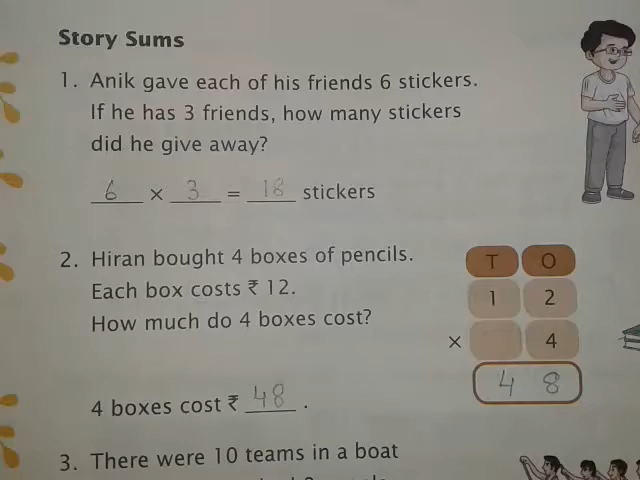 Story Sums
1. Anik gave each of his friends 6 stickers.
If he has 3 friends, how many stickers
did he give away?
6 × 3 = 18 stickers
2. Hiran bought 4 boxes of pencils.
Each box costs ₹ 12.
How much do 4 boxes cost?
4 boxes cost ₹ 48 .
T O
1 2
× 4
4 8
3. There were 10 teams in a boat